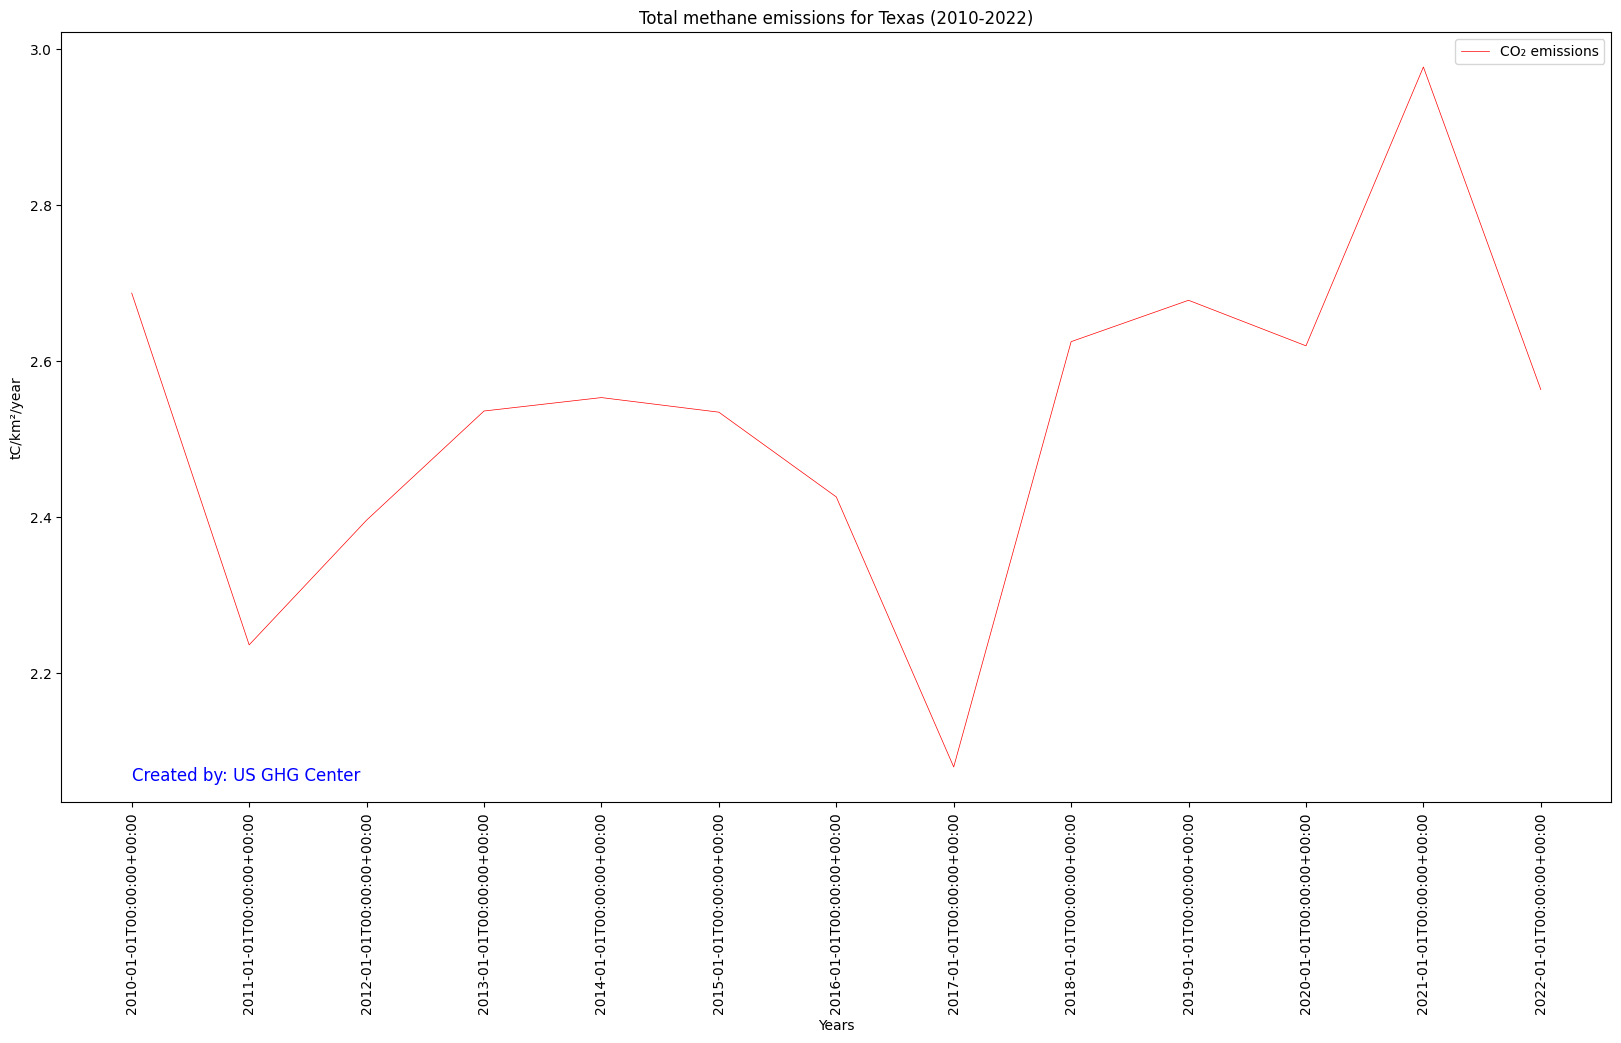 Total methane emissions for Texas (2010-2022)
CO₂ emissions
3.0
2.8
2.6
2.4
2.2
tC/km²/year
Created by: US GHG Center
2010-01-01T00:00:00+00:00
2011-01-01T00:00:00+00:00
2012-01-01T00:00:00+00:00
2013-01-01T00:00:00+00:00
2014-01-01T00:00:00+00:00
2015-01-01T00:00:00+00:00
2016-01-01T00:00:00+00:00
2017-01-01T00:00:00+00:00
2018-01-01T00:00:00+00:00
2019-01-01T00:00:00+00:00
2020-01-01T00:00:00+00:00
2021-01-01T00:00:00+00:00
2022-01-01T00:00:00+00:00
Years